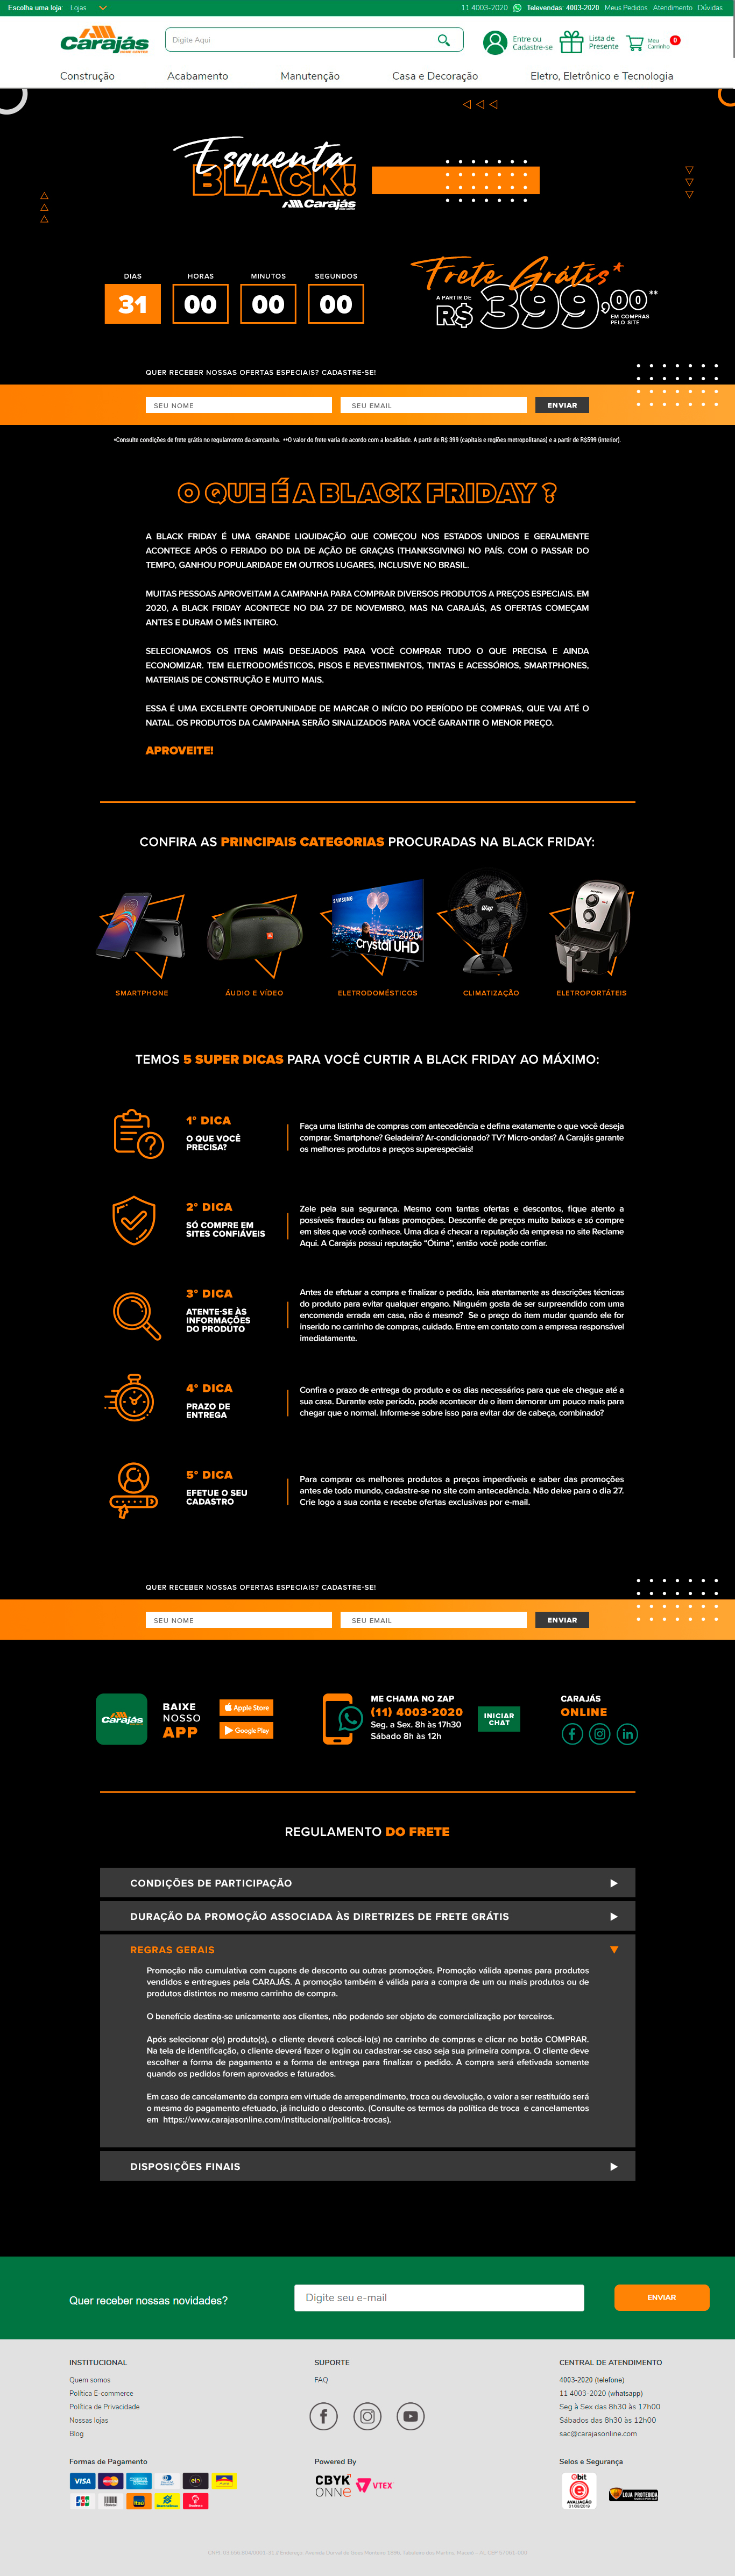 Escolha uma loja: Lojas 11 4003-2020 Televendas: 4003-2020 Meus Pedidos Atendimento Dúvidas
Carajás
HOME CENTER
Digite Aqui
Entre ou
Cadastre-se
Lista de
Presente
Meu
Carrinho
0
Construção Acabamento Manutenção Casa e Decoração Eletro, Eletrônico e Tecnologia
Esquenta
BLACK!
Carajás
DIAS HORAS MINUTOS SEGUNDOS
31 00 00 00
Frete Grátis*
A PARTIR DE
R$ 399,00**
EM COMPRAS
PELO SITE
QUER RECEBER NOSSAS OFERTAS ESPECIAIS? CADASTRE-SE!
SEU NOME SEU EMAIL ENVIAR
*Consulte condições de frete grátis no regulamento da campanha. **O valor do frete varia de acordo com a localidade. A partir de R$ 399 (capitais e regiões metropolitanas) e a partir de R$599 (interior).
O QUE É A BLACK FRIDAY ?
A BLACK FRIDAY É UMA GRANDE LIQUIDAÇÃO QUE COMEÇOU NOS ESTADOS UNIDOS E GERALMENTE
ACONTECE APÓS O FERIADO DO DIA DE AÇÃO DE GRAÇAS (THANKSGIVING) NO PAÍS. COM O PASSAR DO
TEMPO, GANHOU POPULARIDADE EM OUTROS LUGARES, INCLUSIVE NO BRASIL.
MUITAS PESSOAS APROVEITAM A CAMPANHA PARA COMPRAR DIVERSOS PRODUTOS A PREÇOS ESPECIAIS. EM
2020, A BLACK FRIDAY ACONTECE NO DIA 27 DE NOVEMBRO, MAS NA CARAJÁS, AS OFERTAS COMEÇAM
ANTES E DURAM O MÊS INTEIRO.
SELECIONAMOS OS ITENS MAIS DESEJADOS PARA VOCÊ COMPRAR TUDO O QUE PRECISA E AINDA
ECONOMIZAR. TEM ELETRODOMÉSTICOS, PISOS E REVESTIMENTOS, TINTAS E ACESSÓRIOS, SMARTPHONES,
MATERIAIS DE CONSTRUÇÃO E MUITO MAIS.
ESSA É UMA EXCELENTE OPORTUNIDADE DE MARCAR O INÍCIO DO PERÍODO DE COMPRAS, QUE VAI ATÉ O
NATAL. OS PRODUTOS DA CAMPANHA SERÃO SINALIZADOS PARA VOCÊ GARANTIR O MENOR PREÇO.
APROVEITE!
CONFIRA AS PRINCIPAIS CATEGORIAS PROCURADAS NA BLACK FRIDAY:
SAMSUNG
2020
Crystal UHD
JBL
SMARTPHONE ÁUDIO E VÍDEO ELETRODOMÉSTICOS CLIMATIZAÇÃO ELETROPORTÁTEIS
TEMOS 5 SUPER DICAS PARA VOCÊ CURTIR A BLACK FRIDAY AO MÁXIMO:
1° DICA
O QUE VOCÊ
PRECISA?
Faça uma listinha de compras com antecedência e defina exatamente o que você deseja
comprar. Smartphone? Geladeira? Ar-condicionado? TV? Micro-ondas? A Carajás garante
os melhores produtos a preços superespeciais!
2° DICA
SÓ COMPRE EM
SITES CONFIÁVEIS
Zele pela sua segurança. Mesmo com tantas ofertas e descontos, fique atento a
possíveis fraudes ou falsas promoções. Desconfie de preços muito baixos e só compre
em sites que você conhece. Uma dica é checar a reputação da empresa no site Reclame
Aqui. A Carajás possui reputação “Ótima”, então você pode confiar.
3° DICA
ATENTE-SE ÀS
INFORMAÇÕES
DO PRODUTO
Antes de efetuar a compra e finalizar o pedido, leia atentamente as descrições técnicas
do produto para evitar qualquer engano. Ninguém gosta de ser surpreendido com uma
encomenda errada em casa, não é mesmo? Se o preço do item mudar quando ele for
inserido no carrinho de compras, cuidado. Entre em contato com a empresa responsável
imediatamente.
4° DICA
PRAZO DE
ENTREGA
Confira o prazo de entrega do produto e os dias necessários para que ele chegue até a
sua casa. Durante este período, pode acontecer de o item demorar um pouco mais para
chegar que o normal. Informe-se sobre isso para evitar dor de cabeça, combinado?
5° DICA
EFETUE O SEU
CADASTRO
Para comprar os melhores produtos a preços imperdíveis e saber das promoções
antes de todo mundo, cadastre-se no site com antecedência. Não deixe para o dia 27.
Crie logo a sua conta e recebe ofertas exclusivas por e-mail.
QUER RECEBER NOSSAS OFERTAS ESPECIAIS? CADASTRE-SE!
SEU NOME SEU EMAIL ENVIAR
Carajás
BAIXE
NOSSO
APP
Apple Store
Google Play
ME CHAMA NO ZAP
(11) 4003-2020
Seg. a Sex. 8h às 17h30
Sábado 8h às 12h
INICIAR
CHAT
CARAJÁS
ONLINE
REGULAMENTO DO FRETE
CONDIÇÕES DE PARTICIPAÇÃO
DURAÇÃO DA PROMOÇÃO ASSOCIADA ÀS DIRETRIZES DE FRETE GRÁTIS
REGRAS GERAIS
Promoção não cumulativa com cupons de desconto ou outras promoções. Promoção válida apenas para produtos
vendidos e entregues pela CARAJÁS. A promoção também é válida para a compra de um ou mais produtos ou de
produtos distintos no mesmo carrinho de compra.
O benefício destina-se unicamente aos clientes, não podendo ser objeto de comercialização por terceiros.
Após selecionar o(s) produto(s), o cliente deverá colocá-lo(s) no carrinho de compras e clicar no botão COMPRAR.
Na tela de identificação, o cliente deverá fazer o login ou cadastrar-se caso seja sua primeira compra. O cliente deve
escolher a forma de pagamento e a forma de entrega para finalizar o pedido. A compra será efetivada somente
quando os pedidos forem aprovados e faturados.
Em caso de cancelamento da compra em virtude de arrependimento, troca ou devolução, o valor a ser restituído será
o mesmo do pagamento efetuado, já incluído o desconto. (Consulte os termos da política de troca e cancelamentos
em https://www.carajasonline.com/institucional/politica-trocas).
DISPOSIÇÕES FINAIS
Quer receber nossas novidades? Digite seu e-mail ENVIAR
INSTITUCIONAL
Quem somos
Política E-commerce
Política de Privacidade
Nossas lojas
Blog
SUPORTE
FAQ
CENTRAL DE ATENDIMENTO
4003-2020 (telefone)
11 4003-2020 (whatsapp)
Seg à Sex das 8h30 às 17h00
Sábados das 8h30 às 12h00
sac@carajasonline.com
Formas de Pagamento
VISA
elo
JCB
Powered By
CBYK
ONNE
VTEX
Selos e Segurança
ebit
AVALIAÇÃO
LOJA PROTEGIDA